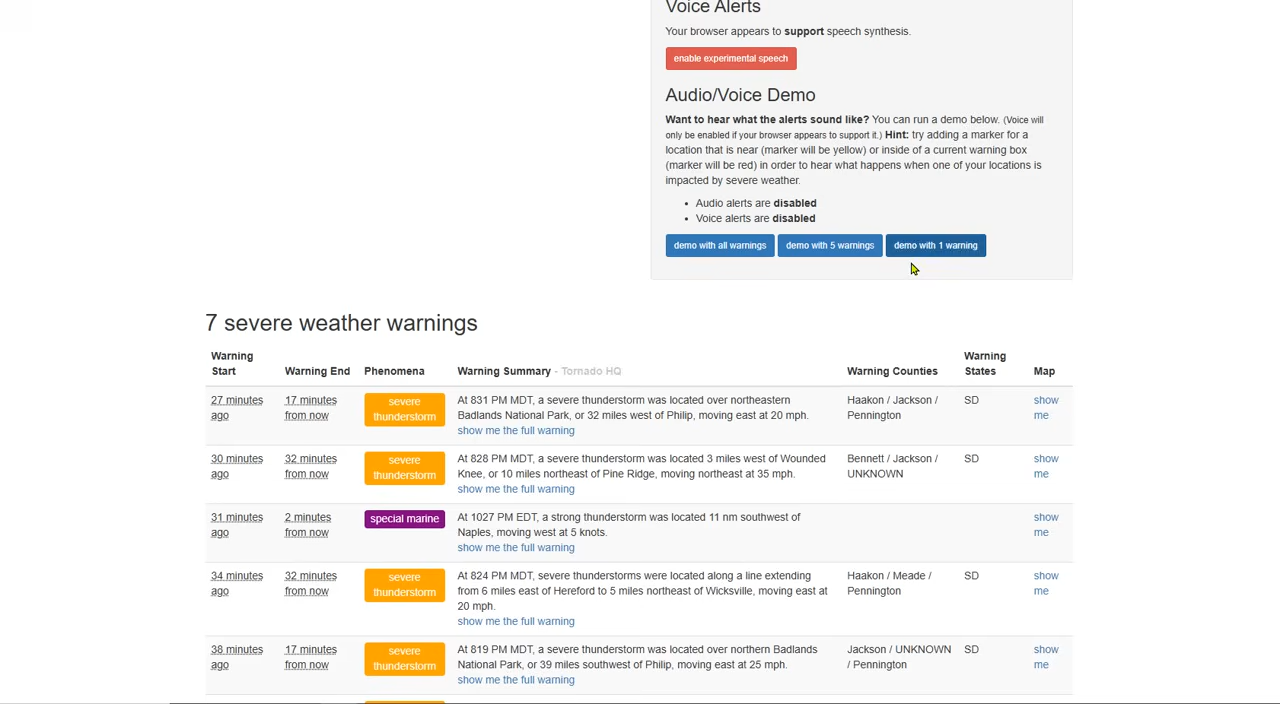 Voice Alerts
Your browser appears to support speech synthesis.
enable experimental speech
Audio/Voice Demo
Want to hear what the alerts sound like? You can run a demo below. (Voice will
only be enabled if your browser appears to support it.) Hint: try adding a marker for a
location that is near (marker will be yellow) or inside of a current warning box
(marker will be red) in order to hear what happens when one of your locations is
impacted by severe weather.
Audio alerts are disabled
Voice alerts are disabled
demo with all warnings demo with 5 warnings demo with 1 warning
7 severe weather warnings
Warning Start Warning End Phenomena Warning Summary - Tornado HQ Warning Counties Warning States Map
27 minutes 17 minutes severe At 831 PM MDT, a severe thunderstorm was located over northeastern Haakon / Jackson / SD show
ago from now thunderstorm Badlands National Park, or 32 miles west of Philip, moving east at 20 mph. Pennington me
show me the full warning
30 minutes 32 minutes severe At 828 PM MDT, a severe thunderstorm was located 3 miles west of Wounded Bennett / Jackson / SD show
ago from now thunderstorm Knee, or 10 miles northeast of Pine Ridge, moving northeast at 35 mph. UNKNOWN me
show me the full warning
31 minutes 2 minutes special marine At 1027 PM EDT, a strong thunderstorm was located 11 nm southwest of show
ago from now Naples, moving west at 5 knots. me
show me the full warning
34 minutes 32 minutes severe At 824 PM MDT, severe thunderstorms were located along a line extending Haakon / Meade / SD show
ago from now thunderstorm from 6 miles east of Hereford to 5 miles northeast of Wicksville, moving east at Pennington me
20 mph.
show me the full warning
38 minutes 17 minutes severe At 819 PM MDT, a severe thunderstorm was located over northern Badlands Jackson / UNKNOWN SD show
ago from now thunderstorm National Park, or 39 miles southwest of Philip, moving east at 25 mph. / Pennington me
show me the full warning